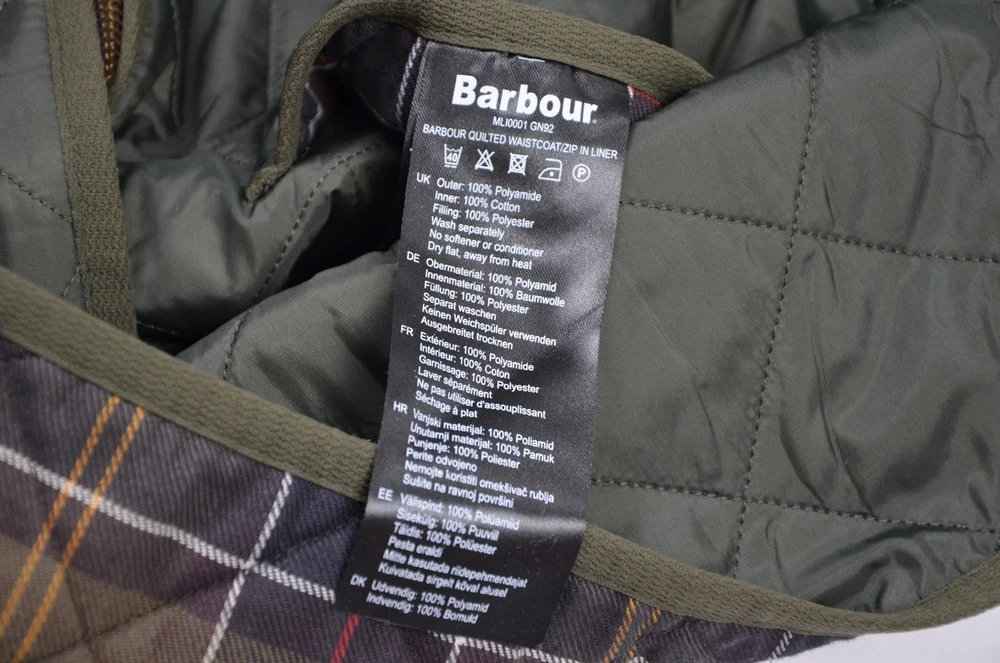 Barbour
MLI0001 GN92
BARBOUR QUILTED WAISTCOAT/ZIP IN LINER
40 P
UK Outer: 100% Polyamide
Inner: 100% Cotton
Filling: 100% Polyester
Wash separately
No softener or conditioner
Dry flat, away from heat
DE Obermaterial: 100% Polyamid
Innenmaterial: 100% Baumwolle
Füllung: 100% Polyester
Separat waschen
Keinen Weichspüler verwenden
Ausgebreitet trocknen
FR Extérieur: 100% Polyamide
Intérieur: 100% Colon
Garnissage: 100% Polyester
Laver séparément
Ne pas utiliser d'assouplissant
Séchage à plat
HR Vanjski materijal: 100% Poliamid
Unutarnji materijal: 100% Pamuk
Punjenje: 100% Poliester
Perite odvojeno
Nemojte koristiti omekšivač rublja
Sušite na ravnoj površini
EE Välispind: 100% Polüamiid
Sisekülg: 100% Puuvill
Täidis: 100% Polüester
Pesta eraldi
Mitte kasutada riidepehmendajat
Kuivatada sirgelt kõval alusel
DK Udvendig: 100% Polyamid
Indvendig: 100% Bomuld